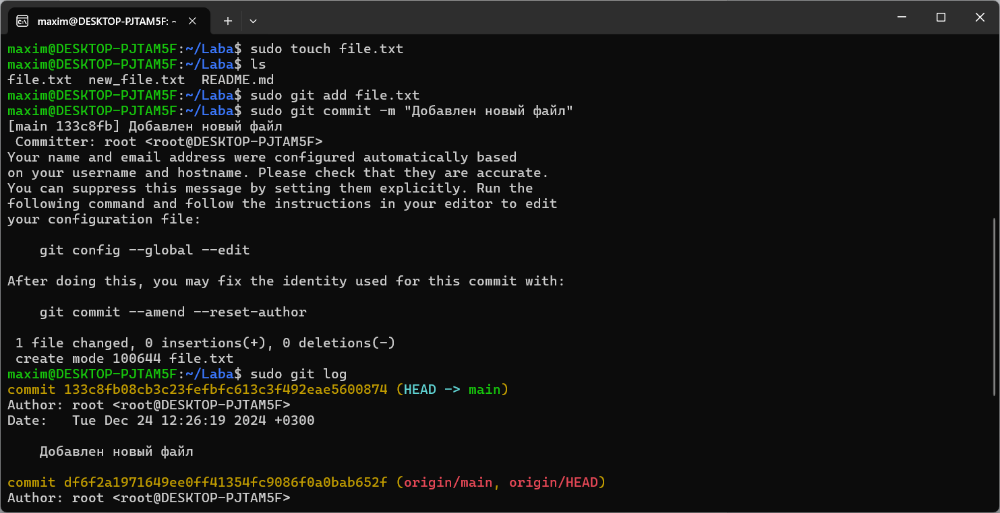 maxim@DESKTOP-PJTAM5F: ~
maxim@DESKTOP-PJTAM5F:~/Laba$ sudo touch file.txt
maxim@DESKTOP-PJTAM5F:~/Laba$ ls
file.txt  new_file.txt  README.md
maxim@DESKTOP-PJTAM5F:~/Laba$ sudo git add file.txt
maxim@DESKTOP-PJTAM5F:~/Laba$ sudo git commit -m "Добавлен новый файл"
[main 133c8fb] Добавлен новый файл
 Committer: root <root@DESKTOP-PJTAM5F>
Your name and email address were configured automatically based
on your username and hostname. Please check that they are accurate.
You can suppress this message by setting them explicitly. Run the
following command and follow the instructions in your editor to edit
your configuration file:
    git config --global --edit
After doing this, you may fix the identity used for this commit with:
    git commit --amend --reset-author
 1 file changed, 0 insertions(+), 0 deletions(-)
 create mode 100644 file.txt
maxim@DESKTOP-PJTAM5F:~/Laba$ sudo git log
commit 133c8fb08cb3c23fefbfc613c3f492eae5600874 (HEAD -> main)
Author: root <root@DESKTOP-PJTAM5F>
Date:   Tue Dec 24 12:26:19 2024 +0300
    Добавлен новый файл
commit df6f2a1971649ee0ff41354fc9086f0a0bab652f (origin/main, origin/HEAD)
Author: root <root@DESKTOP-PJTAM5F>